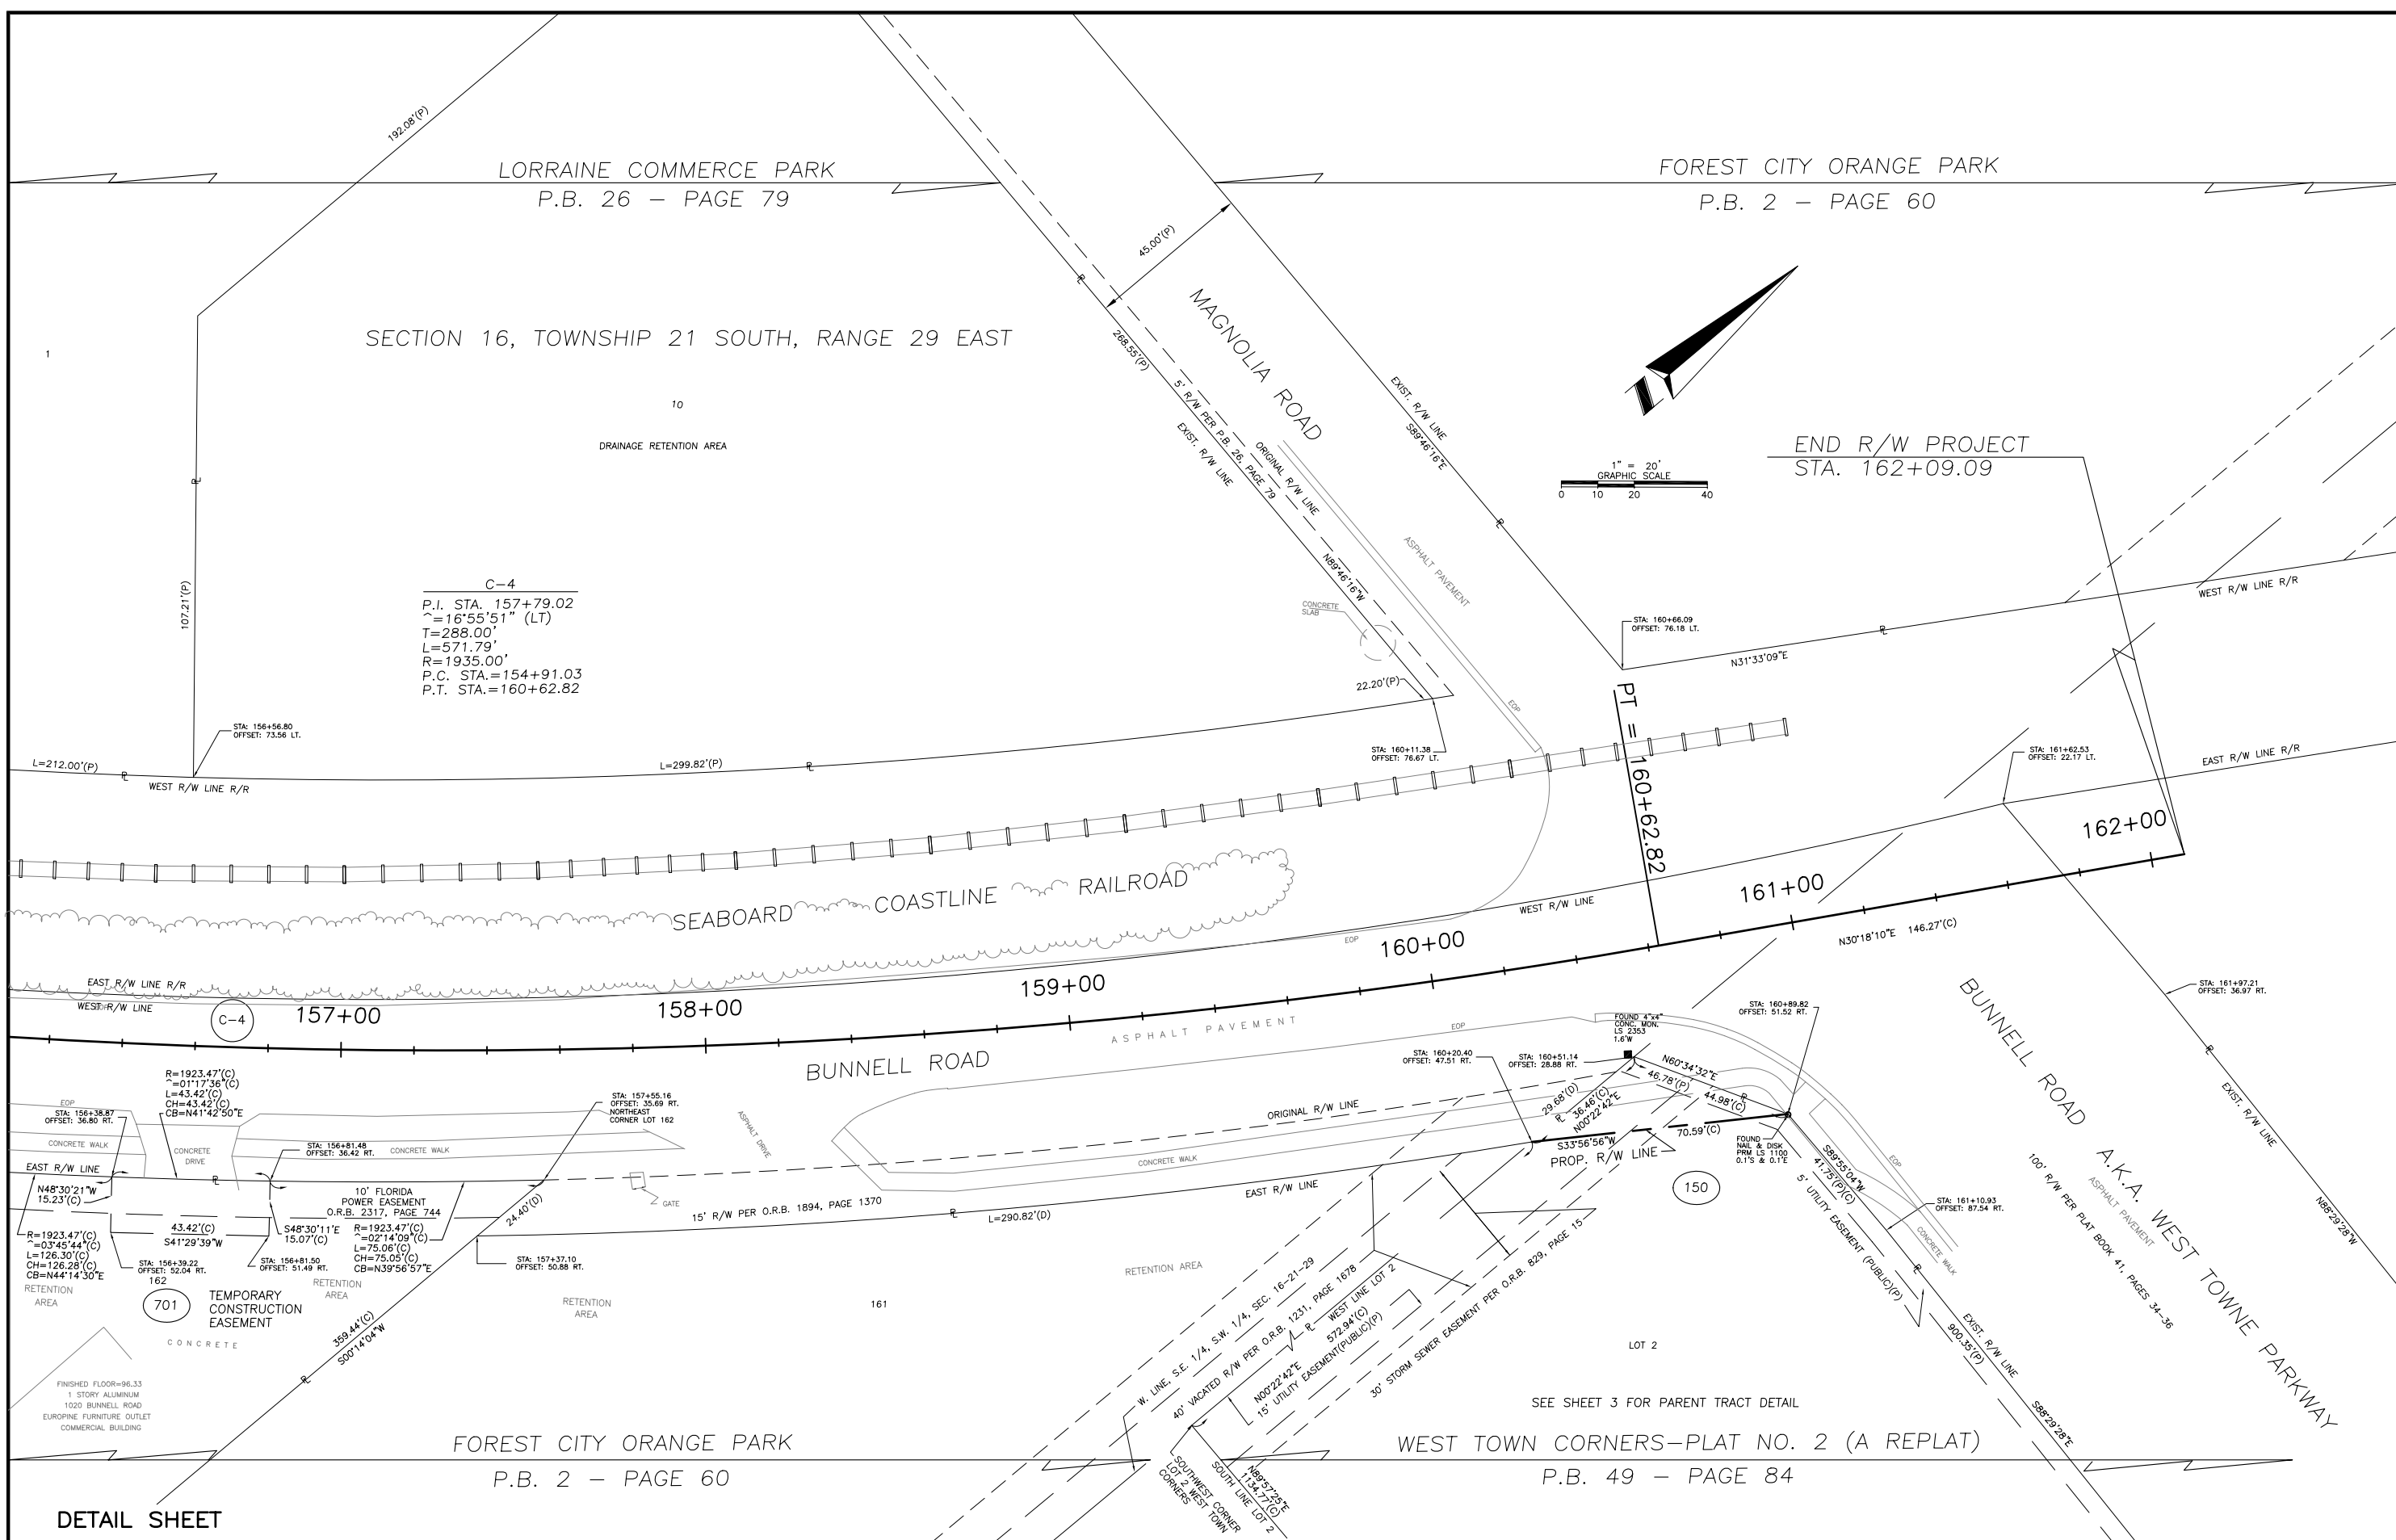 192.08'(P)
LORRAINE COMMERCE PARK
P.B. 26 – PAGE 79
FOREST CITY ORANGE PARK
P.B. 2 – PAGE 60
45.00'(P)
MAGNOLIA ROAD
SECTION 16, TOWNSHIP 21 SOUTH, RANGE 29 EAST
1
10
DRAINAGE RETENTION AREA
268.55'(P)
5' R/W PER P.B. 26, PAGE 79
EXIST. R/W LINE
ORIGINAL R/W LINE
N89°46'16"W
EXIST. R/W LINE
S89°46'16"E
ASPHALT PAVEMENT
CONCRETE
SLAB
EOP
1" = 20'
GRAPHIC SCALE
0 10 20 40
END R/W PROJECT
STA. 162+09.09
107.21'(P)
C-4
P.I. STA. 157+79.02
^=16°55'51" (LT)
T=288.00'
L=571.79'
R=1935.00'
P.C. STA.=154+91.03
P.T. STA.=160+62.82
STA: 156+56.80
OFFSET: 73.56 LT.
L=212.00'(P)
WEST R/W LINE R/R
L=299.82'(P)
22.20'(P)
STA: 160+11.38
OFFSET: 76.67 LT.
STA: 160+66.09
OFFSET: 76.18 LT.
N31°33'09"E
WEST R/W LINE R/R
PT = 160+62.82
STA: 161+62.53
OFFSET: 22.17 LT.
EAST R/W LINE R/R
SEABOARD COASTLINE RAILROAD
EOP
WEST R/W LINE
EAST R/W LINE R/R
WEST R/W LINE
C-4
157+00
158+00
159+00
160+00
161+00
162+00
N30°18'10"E 146.27'(C)
BUNNELL ROAD
ASPHALT PAVEMENT
EOP
R=1923.47'(C)
^=01°17'36"(C)
L=43.42'(C)
CH=43.42'(C)
CB=N41°42'50"E
EOP
STA: 156+38.87
OFFSET: 36.80 RT.
CONCRETE WALK
CONCRETE
DRIVE
STA: 156+81.48
OFFSET: 36.42 RT.
CONCRETE WALK
STA: 157+55.16
OFFSET: 35.69 RT.
NORTHEAST
CORNER LOT 162
ASPHALT DRIVE
EAST R/W LINE
N48°30'21"W
15.23'(C)
10' FLORIDA
POWER EASEMENT
O.R.B. 2317, PAGE 744
43.42'(C)
S41°29'39"W
S48°30'11"E
15.07'(C)
R=1923.47'(C)
^=02°14'09"(C)
L=75.06'(C)
CH=75.05'(C)
CB=N39°56'57"E
R=1923.47'(C)
^=03°45'44"(C)
L=126.30'(C)
CH=126.28'(C)
CB=N44°14'30"E
STA: 156+39.22
OFFSET: 52.04 RT.
STA: 156+81.50
OFFSET: 51.49 RT.
24.40'(D)
STA: 157+37.10
OFFSET: 50.88 RT.
GATE
15' R/W PER O.R.B. 1894, PAGE 1370
L=290.82'(D)
CONCRETE WALK
ORIGINAL R/W LINE
EAST R/W LINE
STA: 160+20.40
OFFSET: 47.51 RT.
STA: 160+51.14
OFFSET: 28.88 RT.
FOUND 4"x4"
CONC. MON.
LS 2353
1.6'W
N60°34'32"E
46.78'(P)
44.98'(C)
29.68'(D)
36.46'(C)
N00°22'42"E
S33°56'56"W
70.59'(C)
PROP. R/W LINE
150
STA: 160+89.82
OFFSET: 51.52 RT.
FOUND
NAIL & DISK
PRM LS 1100
0.1'S & 0.1'E
S89°55'04"W
41.75'(P)(C)
5' UTILITY EASEMENT (PUBLIC)(P)
EOP
CONCRETE WALK
STA: 161+10.93
OFFSET: 87.54 RT.
STA: 161+97.21
OFFSET: 36.97 RT.
BUNNELL ROAD A.K.A. WEST TOWNE PARKWAY
ASPHALT PAVEMENT
100' R/W PER PLAT BOOK 41, PAGES 34-36
EXIST. R/W LINE
N88°29'28"W
EXIST. R/W LINE
900.35'(P)
S88°29'28"E
RETENTION
AREA
162
701
TEMPORARY
CONSTRUCTION
EASEMENT
RETENTION
AREA
CONCRETE
RETENTION
AREA
359.44'(C)
S00°14'04"W
RETENTION AREA
161
W. LINE, S.E. 1/4, S.W. 1/4, SEC. 16-21-29
40' VACATED R/W PER O.R.B. 1231, PAGE 1678
WEST LINE LOT 2
572.94'(C)
N00°22'42"E
15' UTILITY EASEMENT(PUBLIC)(P)
30' STORM SEWER EASEMENT PER O.R.B. 829, PAGE 15
LOT 2
SEE SHEET 3 FOR PARENT TRACT DETAIL
FINISHED FLOOR=96.33
1 STORY ALUMINUM
1020 BUNNELL ROAD
EUROPINE FURNITURE OUTLET
COMMERCIAL BUILDING
FOREST CITY ORANGE PARK
P.B. 2 – PAGE 60
WEST TOWN CORNERS–PLAT NO. 2 (A REPLAT)
P.B. 49 – PAGE 84
SOUTHWEST CORNER
LOT 2 WEST TOWN
CORNERS
N89°57'25"E
1134.77'(C)
SOUTH LINE LOT 2
DETAIL SHEET